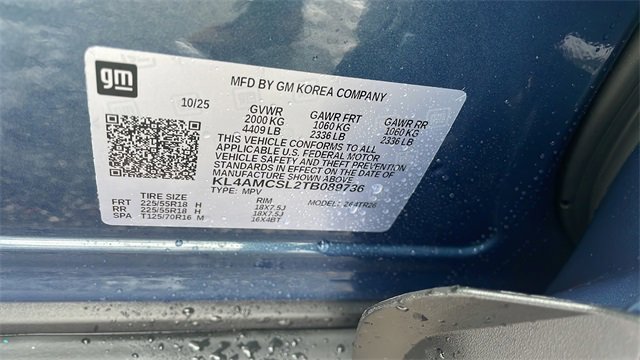 gm
MFD BY GM KOREA COMPANY
10/25 GVWR GAWR FRT GAWR RR
2000 KG 1060 KG 1060 KG
4409 LB 2336 LB 2336 LB
THIS VEHICLE CONFORMS TO ALL
APPLICABLE U.S. FEDERAL MOTOR
VEHICLE SAFETY AND THEFT PREVENTION
STANDARDS IN EFFECT ON THE DATE OF
MANUFACTURE SHOWN ABOVE.
KL4AMCSL2TB089736
TYPE: MPV
TIRE SIZE RIM MODEL:
FRT 225/55R18 H 18X7.5J
RR 225/55R18 H 18X7.5J
SPA T125/70R16 M 16X4BT